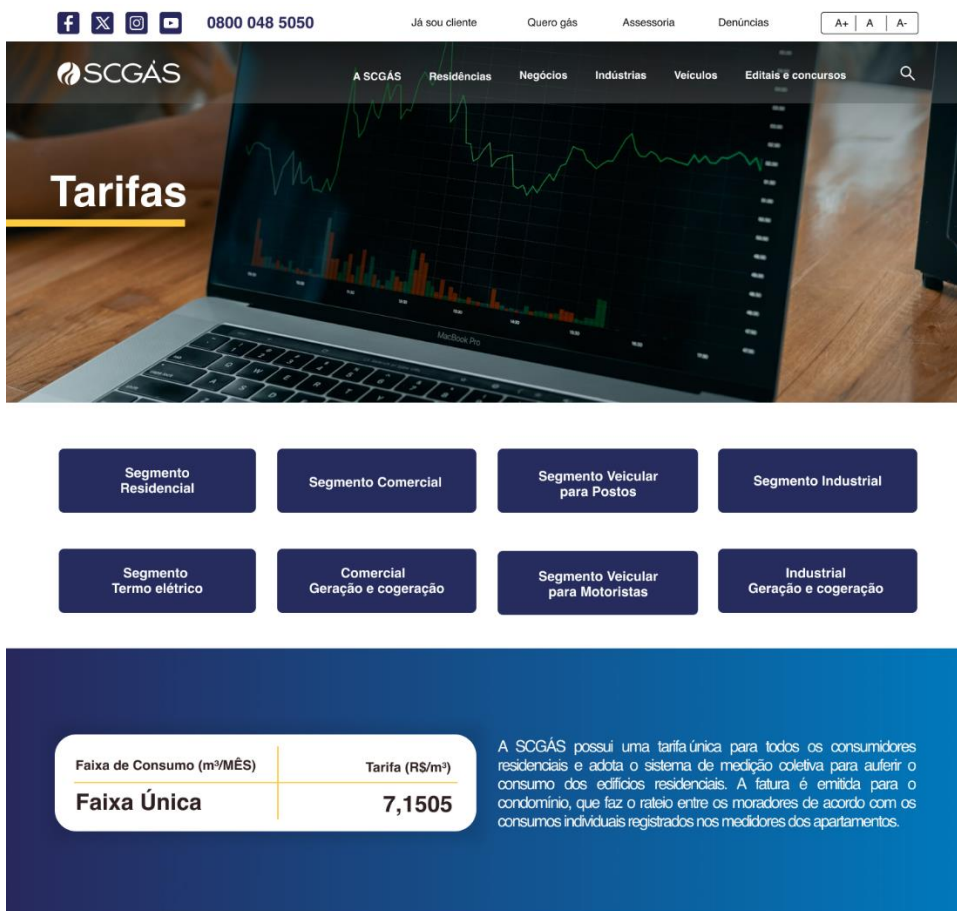 0800 048 5050 Já sou cliente Quero gás Assessoria Denúncias A+ A A-
SCGÁS A SCGÁS Residências Negócios Indústrias Veículos Editais e concursos
Tarifas
MacBook Pro
Segmento
Residencial
Segmento Comercial
Segmento Veicular
para Postos
Segmento Industrial
Segmento
Termo elétrico
Comercial
Geração e cogeração
Segmento Veicular
para Motoristas
Industrial
Geração e cogeração
Faixa de Consumo (m³/MÊS) Tarifa (R$/m³)
Faixa Única 7,1505
A SCGÁS possui uma tarifa única para todos os consumidores
residenciais e adota o sistema de medição coletiva para auferir o
consumo dos edifícios residenciais. A fatura é emitida para o
condomínio, que faz o rateio entre os moradores de acordo com os
consumos individuais registrados nos medidores dos apartamentos.